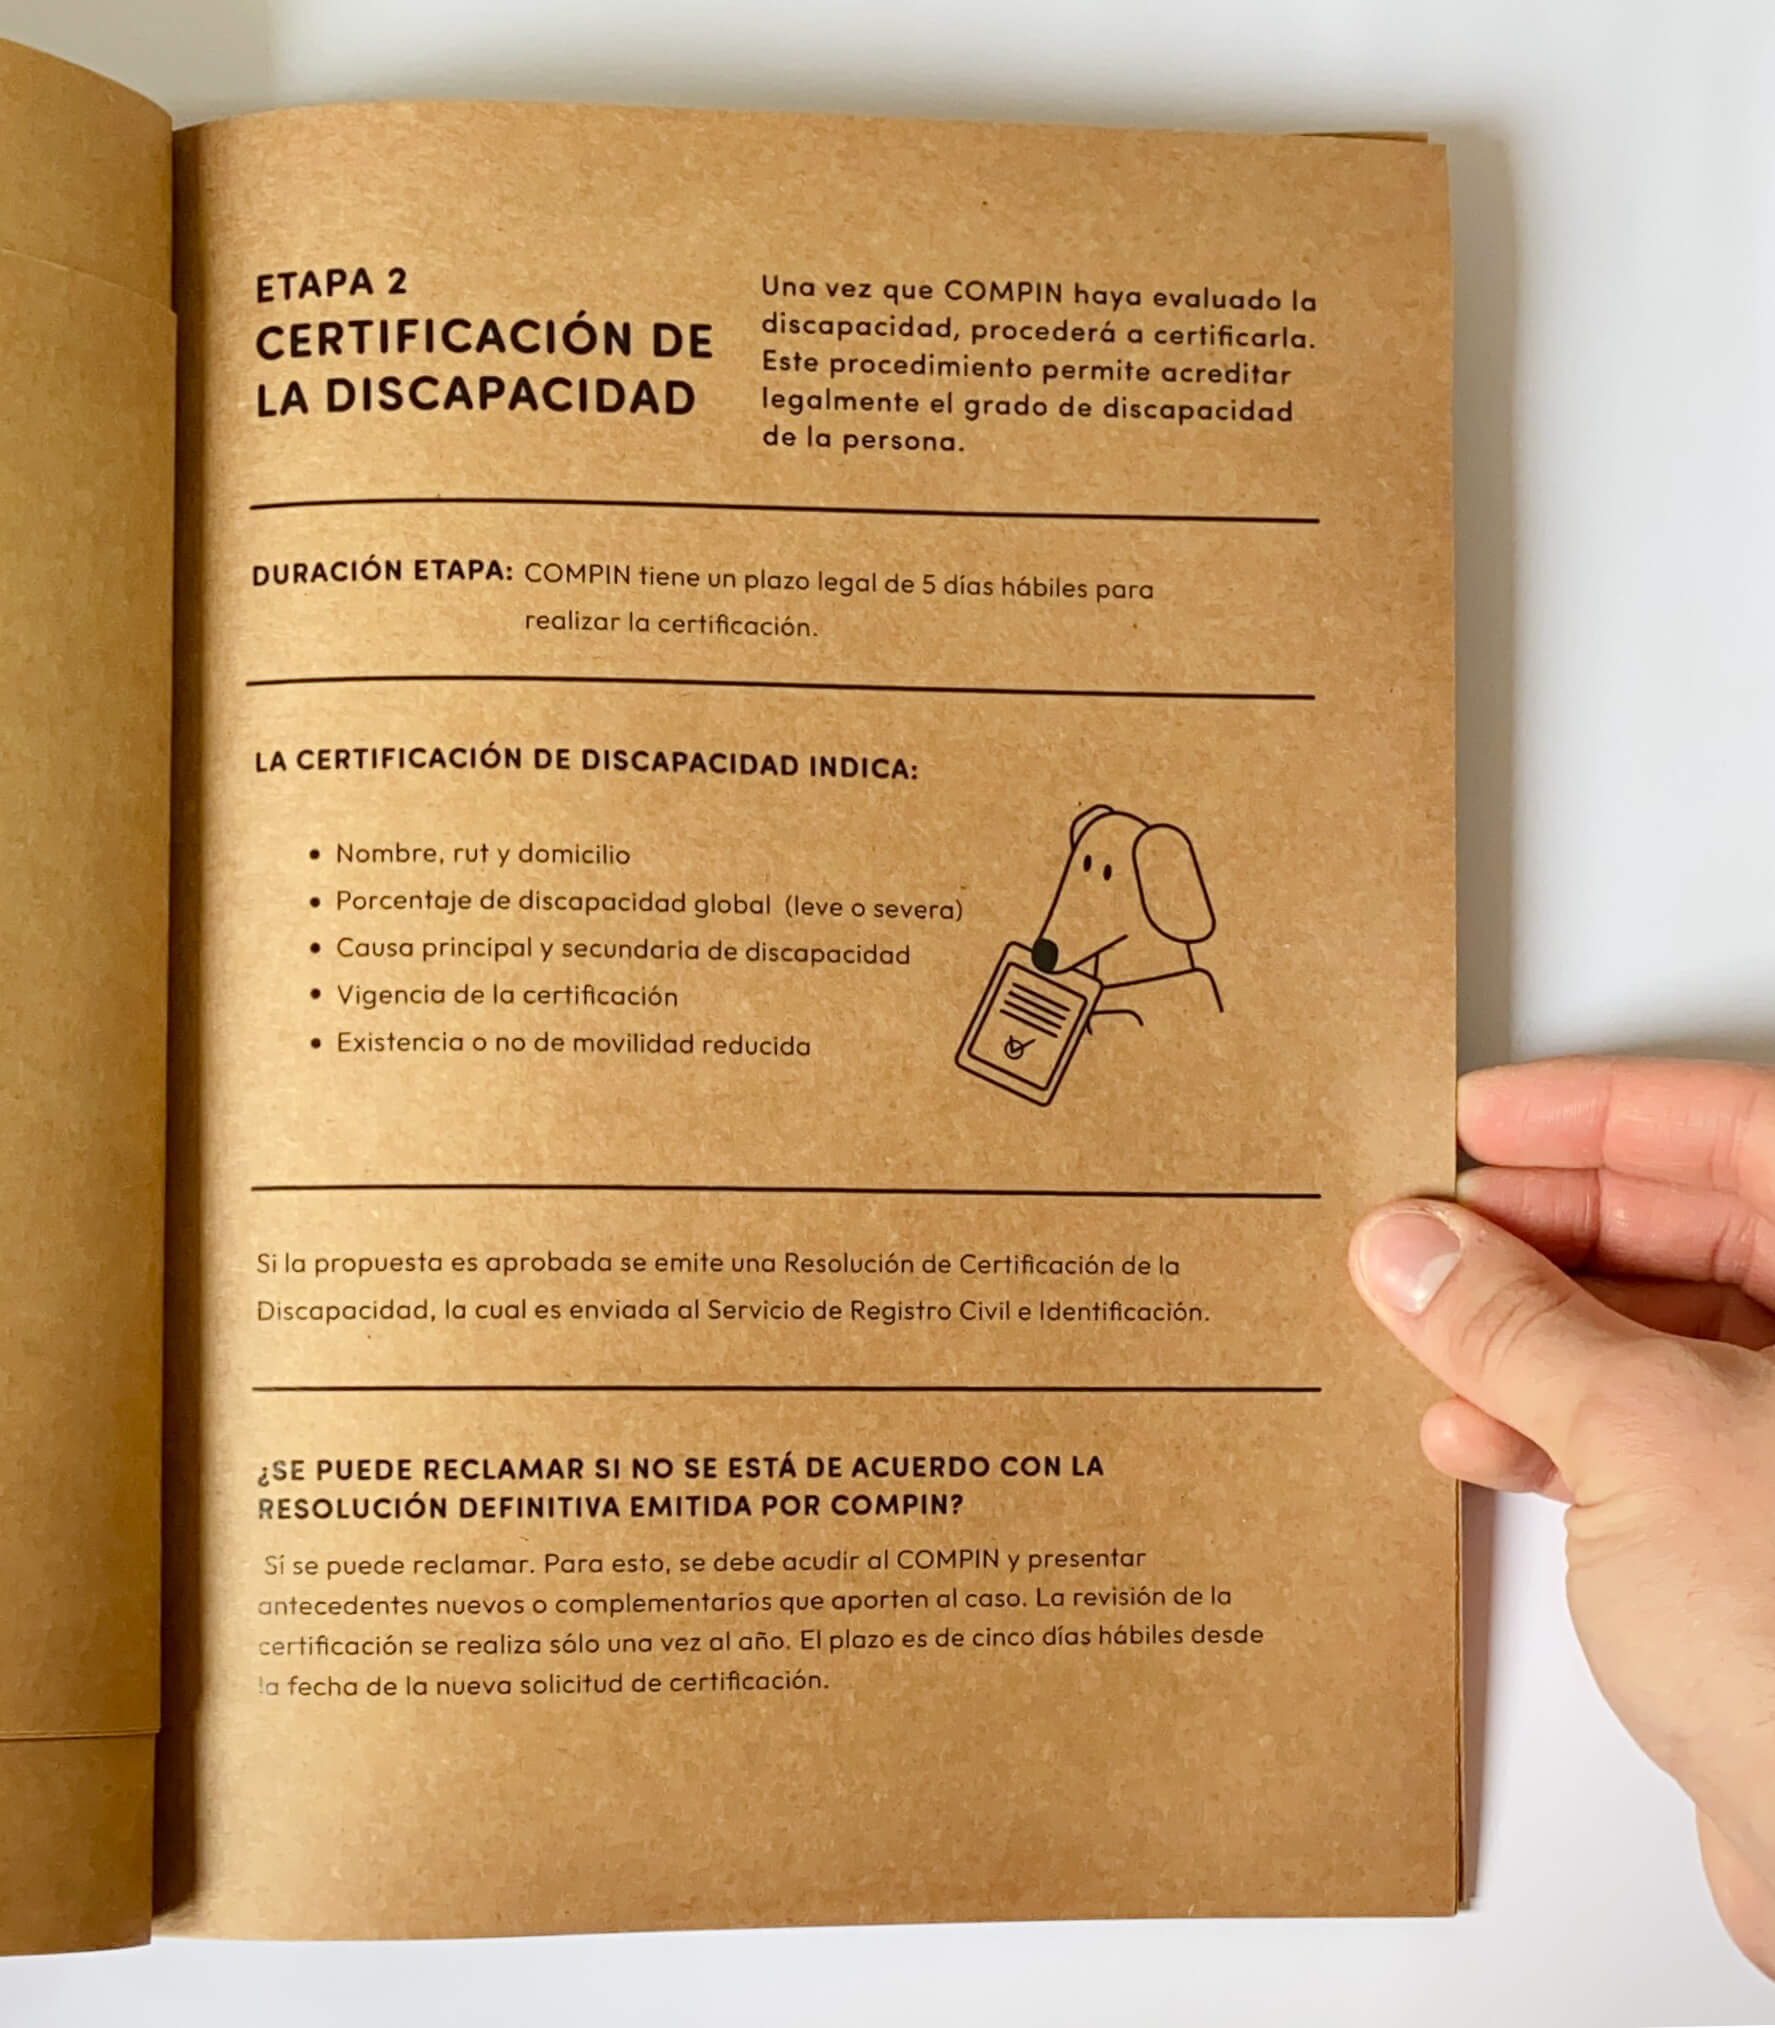 ETAPA 2
CERTIFICACIÓN DE
LA DISCAPACIDAD
Una vez que COMPIN haya evaluado la
discapacidad, procederá a certificarla.
Este procedimiento permite acreditar
legalmente el grado de discapacidad
de la persona.
DURACIÓN ETAPA: COMPIN tiene un plazo legal de 5 días hábiles para
realizar la certificación.
LA CERTIFICACIÓN DE DISCAPACIDAD INDICA:
• Nombre, rut y domicilio
• Porcentaje de discapacidad global (leve o severa)
• Causa principal y secundaria de discapacidad
• Vigencia de la certificación
• Existencia o no de movilidad reducida
Si la propuesta es aprobada se emite una Resolución de Certificación de la
Discapacidad, la cual es enviada al Servicio de Registro Civil e Identificación.
¿SE PUEDE RECLAMAR SI NO SE ESTÁ DE ACUERDO CON LA
RESOLUCIÓN DEFINITIVA EMITIDA POR COMPIN?
Sí se puede reclamar. Para esto, se debe acudir al COMPIN y presentar
antecedentes nuevos o complementarios que aporten al caso. La revisión de la
certificación se realiza sólo una vez al año. El plazo es de cinco días hábiles desde
la fecha de la nueva solicitud de certificación.